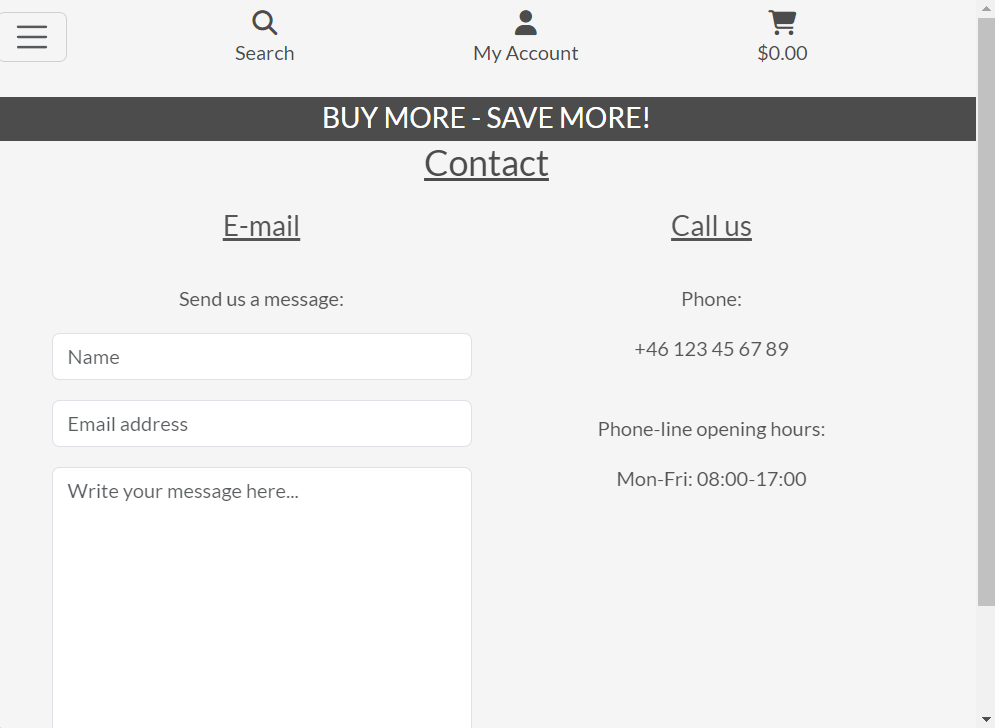 Search
My Account
$0.00
BUY MORE - SAVE MORE!
Contact
E-mail
Send us a message:
Name
Email address
Write your message here...
Call us
Phone:
+46 123 45 67 89
Phone-line opening hours:
Mon-Fri: 08:00-17:00